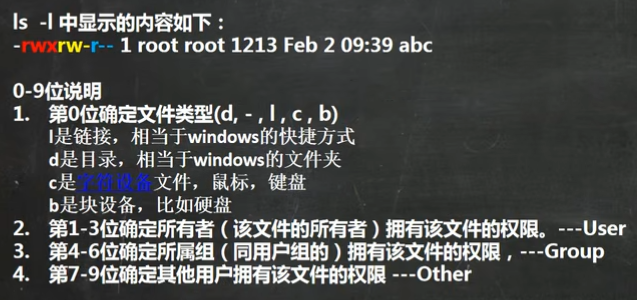 ls -l 中显示的内容如下：
-rwxrw-r-- 1 root root 1213 Feb 2 09:39 abc
0-9位说明
1. 第0位确定文件类型(d, - , l , c , b)
l是链接，相当于windows的快捷方式
d是目录，相当于windows的文件夹
c是字符设备文件，鼠标，键盘
b是块设备，比如硬盘
2. 第1-3位确定所有者（该文件的所有者）拥有该文件的权限。---User
3. 第4-6位确定所属组（同用户组的）拥有该文件的权限，---Group
4. 第7-9位确定其他用户拥有该文件的权限 ---Other